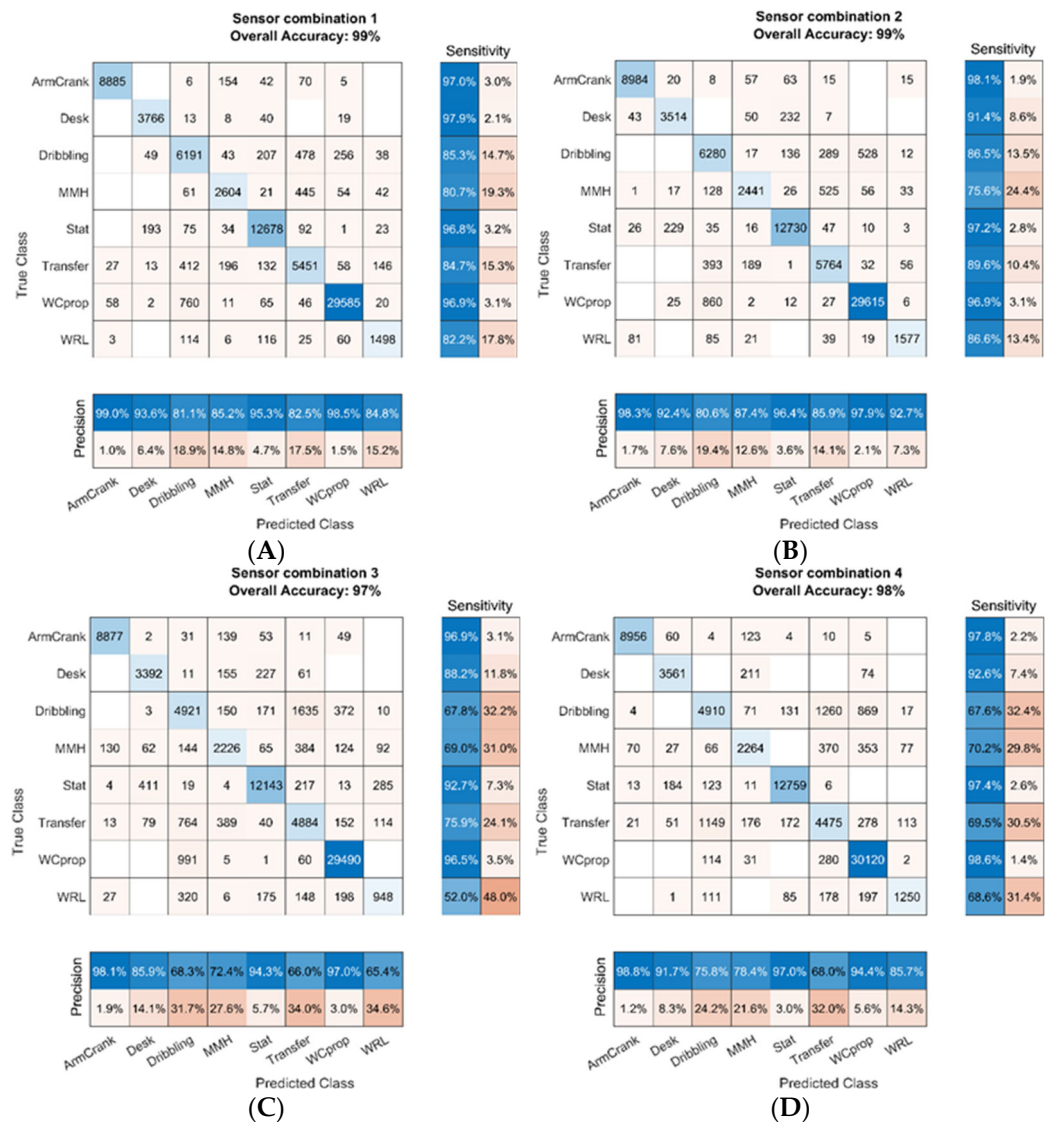 Sensor combination 1
Overall Accuracy: 99%
Sensitivity
ArmCrank 8885 6 154 42 70 5 97.0% 3.0%
Desk 3766 13 8 40 19 97.9% 2.1%
Dribbling 49 6191 43 207 478 256 38 85.3% 14.7%
MMH 61 2604 21 445 54 42 80.7% 19.3%
Stat 193 75 34 12678 92 1 23 96.8% 3.2%
Transfer 27 13 412 196 132 5451 58 146 84.7% 15.3%
WCprop 58 2 760 11 65 46 29585 20 96.9% 3.1%
WRL 3 114 6 116 25 60 1498 82.2% 17.8%
True Class
Precision
99.0% 93.6% 81.1% 85.2% 95.3% 82.5% 98.5% 84.8%
1.0% 6.4% 18.9% 14.8% 4.7% 17.5% 1.5% 15.2%
ArmCrank Desk Dribbling MMH Stat Transfer WCprop WRL
Predicted Class
(A)
Sensor combination 2
Overall Accuracy: 99%
Sensitivity
ArmCrank 8984 20 8 57 63 15 15 98.1% 1.9%
Desk 43 3514 50 232 7 91.4% 8.6%
Dribbling 6280 17 136 289 528 12 86.5% 13.5%
MMH 1 17 128 2441 26 525 56 33 75.6% 24.4%
Stat 26 229 35 16 12730 47 10 3 97.2% 2.8%
Transfer 393 189 1 5764 32 56 89.6% 10.4%
WCprop 25 860 2 12 27 29615 6 96.9% 3.1%
WRL 81 85 21 39 19 1577 86.6% 13.4%
True Class
Precision
98.3% 92.4% 80.6% 87.4% 96.4% 85.9% 97.9% 92.7%
1.7% 7.6% 19.4% 12.6% 3.6% 14.1% 2.1% 7.3%
ArmCrank Desk Dribbling MMH Stat Transfer WCprop WRL
Predicted Class
(B)
Sensor combination 3
Overall Accuracy: 97%
Sensitivity
ArmCrank 8877 2 31 139 53 11 49 96.9% 3.1%
Desk 3392 11 155 227 61 88.2% 11.8%
Dribbling 3 4921 150 171 1635 372 10 67.8% 32.2%
MMH 130 62 144 2226 65 384 124 92 69.0% 31.0%
Stat 4 411 19 4 12143 217 13 285 92.7% 7.3%
Transfer 13 79 764 389 40 4884 152 114 75.9% 24.1%
WCprop 991 5 1 60 29490 96.5% 3.5%
WRL 27 320 6 175 148 198 948 52.0% 48.0%
True Class
Precision
98.1% 85.9% 68.3% 72.4% 94.3% 66.0% 97.0% 65.4%
1.9% 14.1% 31.7% 27.6% 5.7% 34.0% 3.0% 34.6%
ArmCrank Desk Dribbling MMH Stat Transfer WCprop WRL
Predicted Class
(C)
Sensor combination 4
Overall Accuracy: 98%
Sensitivity
ArmCrank 8956 60 4 123 4 10 5 97.8% 2.2%
Desk 3561 211 74 92.6% 7.4%
Dribbling 4 4910 71 131 1260 869 17 67.6% 32.4%
MMH 70 27 66 2264 370 353 77 70.2% 29.8%
Stat 13 184 123 11 12759 6 97.4% 2.6%
Transfer 21 51 1149 176 172 4475 278 113 69.5% 30.5%
WCprop 114 31 280 30120 2 98.6% 1.4%
WRL 1 111 85 178 197 1250 68.6% 31.4%
True Class
Precision
98.8% 91.7% 75.8% 78.4% 97.0% 68.0% 94.4% 85.7%
1.2% 8.3% 24.2% 21.6% 3.0% 32.0% 5.6% 14.3%
ArmCrank Desk Dribbling MMH Stat Transfer WCprop WRL
Predicted Class
(D)